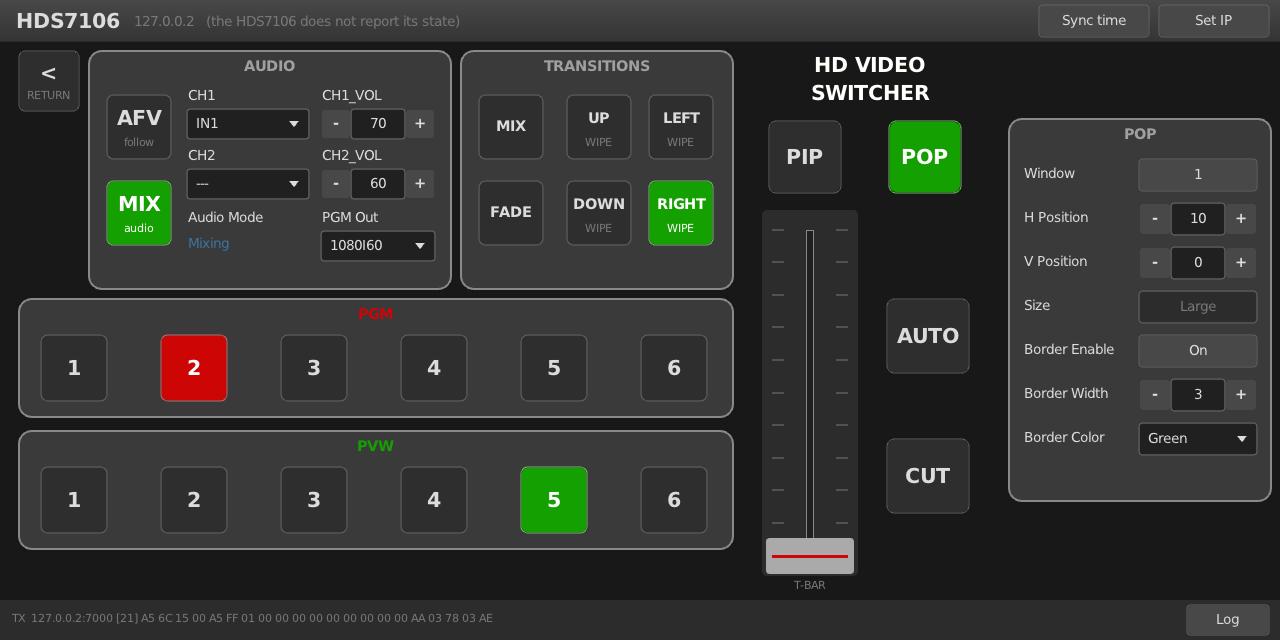 HDS7106 127.0.0.2 (the HDS7106 does not report its state) Sync time Set IP
<
RETURN
AUDIO
AFV
follow
CH1
IN1
CH1_VOL
- 70 +
CH2
---
CH2_VOL
- 60 +
MIX
audio
Audio Mode
Mixing
PGM Out
1080I60
TRANSITIONS
MIX
UP
WIPE
LEFT
WIPE
FADE
DOWN
WIPE
RIGHT
WIPE
HD VIDEO
SWITCHER
PIP
POP
PGM
1 2 3 4 5 6
PVW
1 2 3 4 5 6
T-BAR
AUTO
CUT
POP
Window 1
H Position - 10 +
V Position - 0 +
Size Large
Border Enable On
Border Width - 3 +
Border Color Green
TX 127.0.0.2:7000 [21] A5 6C 15 00 A5 FF 01 00 00 00 00 00 00 00 00 00 AA 03 78 03 AE
Log